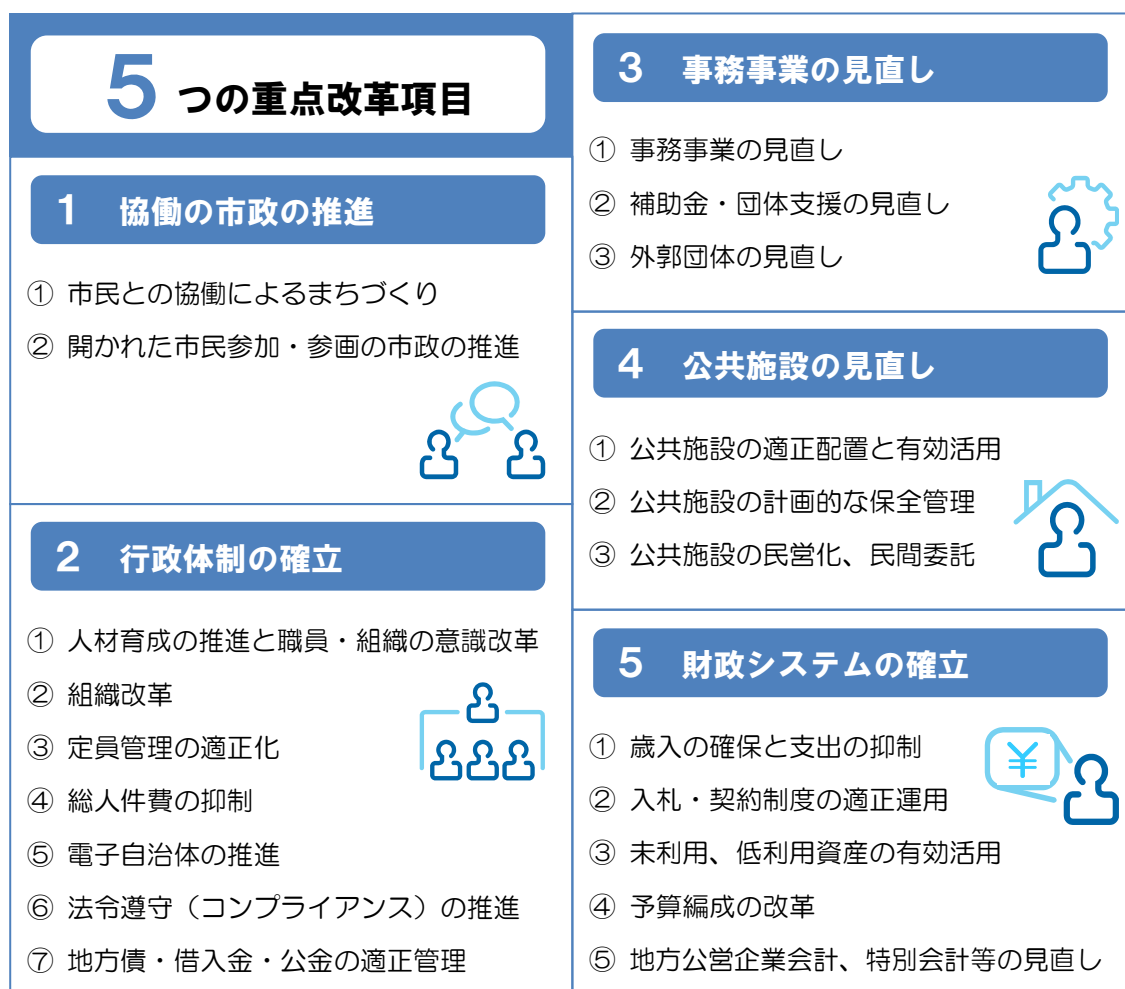 5つの重点改革項目
1 協働の市政の推進
① 市民との協働によるまちづくり
② 開かれた市民参加・参画の市政の推進
2 行政体制の確立
① 人材育成の推進と職員・組織の意識改革
② 組織改革
③ 定員管理の適正化
④ 総人件費の抑制
⑤ 電子自治体の推進
⑥ 法令遵守（コンプライアンス）の推進
⑦ 地方債・借入金・公金の適正管理
3 事務事業の見直し
① 事務事業の見直し
② 補助金・団体支援の見直し
③ 外郭団体の見直し
4 公共施設の見直し
① 公共施設の適正配置と有効活用
② 公共施設の計画的な保全管理
③ 公共施設の民営化、民間委託
5 財政システムの確立
① 歳入の確保と支出の抑制
② 入札・契約制度の適正運用
③ 未利用、低利用資産の有効活用
④ 予算編成の改革
⑤ 地方公営企業会計、特別会計等の見直し
¥